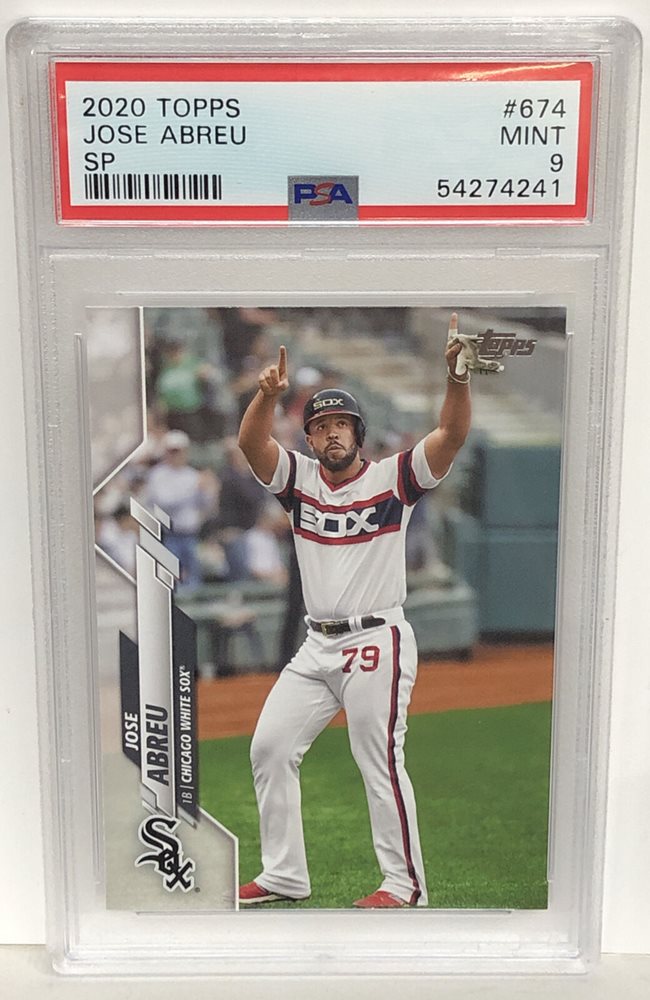 2020 TOPPS #674
JOSE ABREU MINT
SP 9
PSA 54274241
Topps
SOX
SOX
79
JOSE
ABREU
1B | CHICAGO WHITE SOX®
Sox®